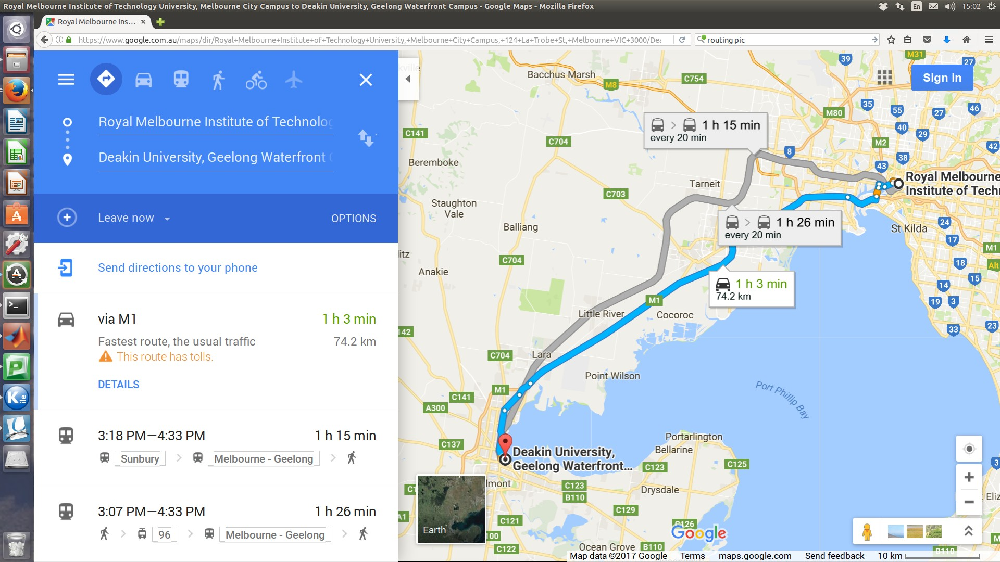 Royal Melbourne Institute of Technology University, Melbourne City Campus to Deakin University, Geelong Waterfront Campus - Google Maps - Mozilla Firefox
En
15:02
Royal Melbourne Ins...
https://www.google.com.au/maps/dir/Royal+Melbourne+Institute+of+Technology+University,+Melbourne+City+Campus,+124+La+Trobe+St,+Melbourne+VIC+3000/Dea
routing pic
Royal Melbourne Institute of Technolog
Deakin University, Geelong Waterfront
Leave now
OPTIONS
Send directions to your phone
via M1
1 h 3 min
Fastest route, the usual traffic
74.2 km
This route has tolls.
DETAILS
3:18 PM—4:33 PM
1 h 15 min
Sunbury
Melbourne - Geelong
3:07 PM—4:33 PM
1 h 26 min
96
Melbourne - Geelong
kville
Bacchus Marsh
M8
C754
39
M31
27
Sign in
35
55
27
46
M80
40
29
M2
42
38
43
8
C141
C704
1 h 15 min
every 20 min
Beremboke
Tarneit
C703
Royal Melbourne
Institute of Techn
Staughton
Vale
Balliang
1 h 26 min
every 20 min
St Kilda
24
17
M1
18
Alt
15
14
19
3
23
33
litz
C704
Anakie
1 h 3 min
74.2 km
M1
Little River
Cocoroc
142
Lara
C704
Point Wilson
M1
C141
A300
Port Phillip Bay
C137
Portarlington
Bellarine
Deakin University,
Geelong Waterfront...
C123
C125
3
lmont
C123
B110
Drysdale
C1
A1
C129
C121
C126
100
C122
Ocean Grove
B110
Eliz
M
B110
Earth
Google
Map data ©2017 Google
Terms
maps.google.com
Send feedback
10 km